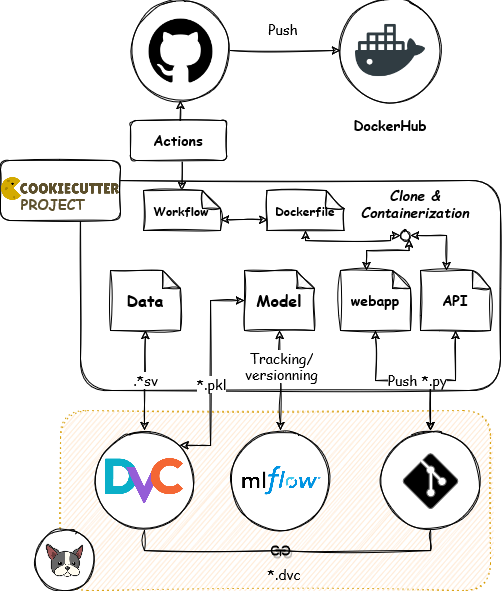 Push
DockerHub
Actions
COOKIECUTTER
PROJECT
Workflow
Dockerfile
Clone &
Containerization
Data
Model
webapp
API
Tracking/
versionning
.*sv
*.pkl
Push *.py
DVC
mlflow
*.dvc